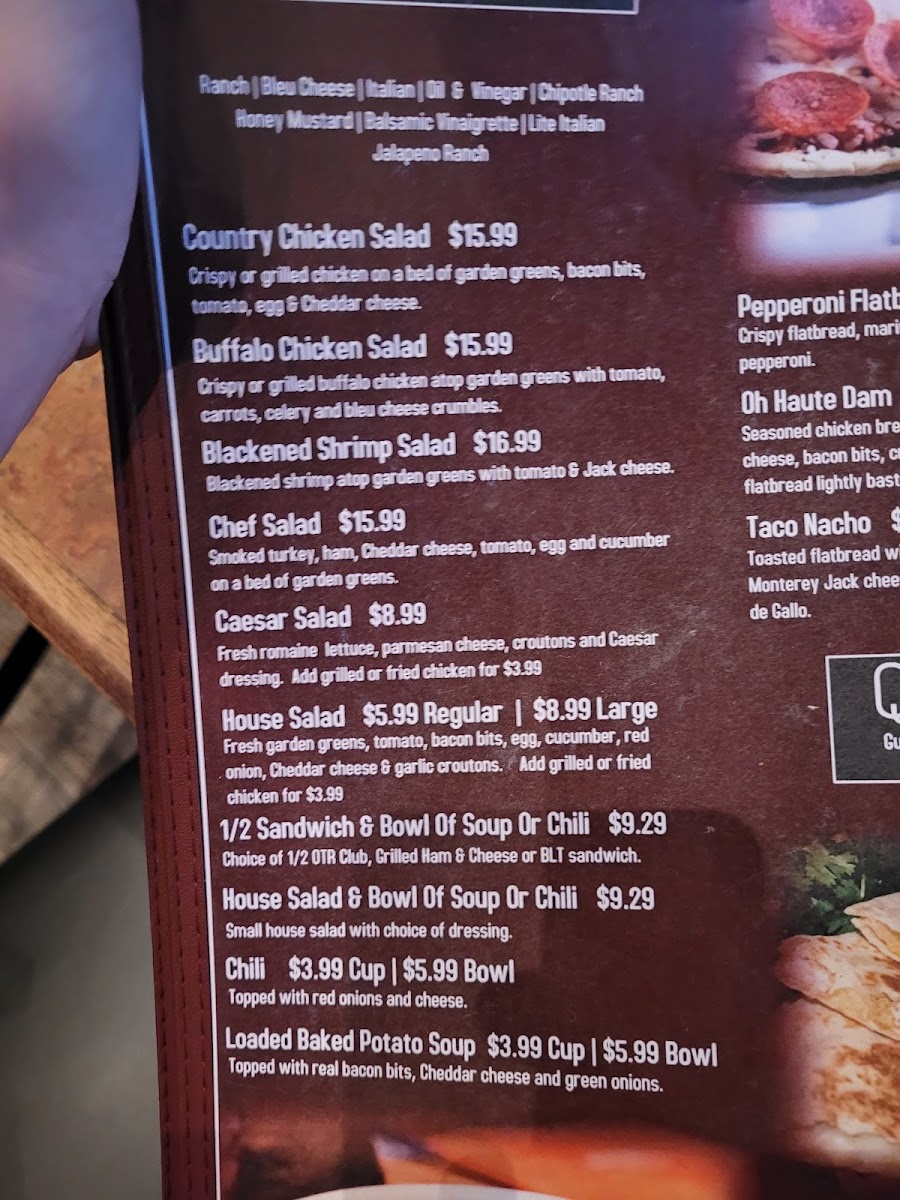 Ranch | Bleu Cheese | Italian | Oil & Vinegar | Chipotle Ranch
Honey Mustard | Balsamic Vinaigrette | Lite Italian
Jalapeno Ranch
Country Chicken Salad $15.99
Crispy or grilled chicken on a bed of garden greens, bacon bits,
tomato, egg & Cheddar cheese.
Buffalo Chicken Salad $15.99
Crispy or grilled buffalo chicken atop garden greens with tomato,
carrots, celery and bleu cheese crumbles.
Blackened Shrimp Salad $16.99
Blackened shrimp atop garden greens with tomato & Jack cheese.
Chef Salad $15.99
Smoked turkey, ham, Cheddar cheese, tomato, egg and cucumber
on a bed of garden greens.
Caesar Salad $8.99
Fresh romaine lettuce, parmesan cheese, croutons and Caesar
dressing. Add grilled or fried chicken for $3.99
House Salad $5.99 Regular | $8.99 Large
Fresh garden greens, tomato, bacon bits, egg, cucumber, red
onion, Cheddar cheese & garlic croutons. Add grilled or fried
chicken for $3.99
1/2 Sandwich & Bowl Of Soup Or Chili $9.29
Choice of 1/2 OTR Club, Grilled Ham & Cheese or BLT sandwich.
House Salad & Bowl Of Soup Or Chili $9.29
Small house salad with choice of dressing.
Chili $3.99 Cup | $5.99 Bowl
Topped with red onions and cheese.
Loaded Baked Potato Soup $3.99 Cup | $5.99 Bowl
Topped with real bacon bits, Cheddar cheese and green onions.
Pepperoni Flatb
Crispy flatbread, mari
pepperoni.
Oh Haute Dam
Seasoned chicken bre
cheese, bacon bits, c
flatbread lightly bast
Taco Nacho $
Toasted flatbread wi
Monterey Jack chee
de Gallo.
Q
Gu